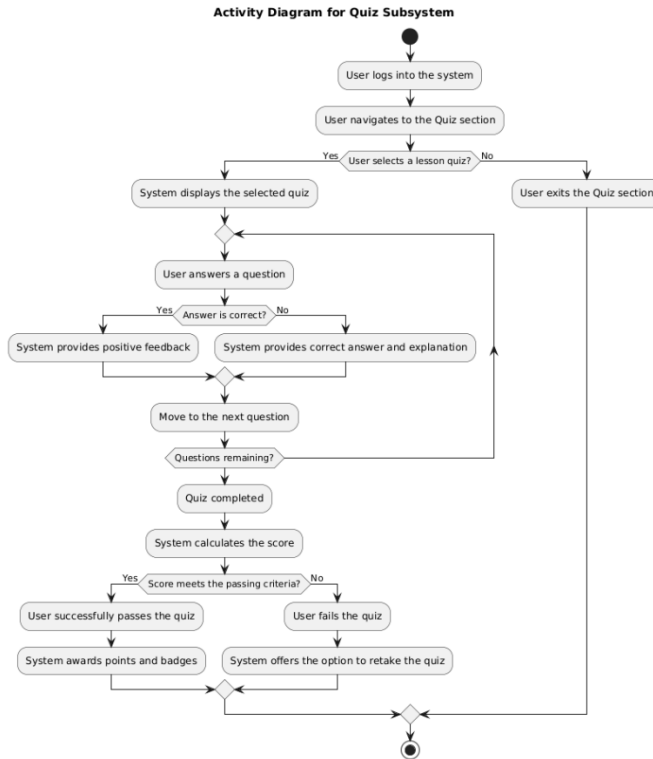 Activity Diagram for Quiz Subsystem
User logs into the system
User navigates to the Quiz section
Yes
User selects a lesson quiz?
No
System displays the selected quiz
User exits the Quiz section
User answers a question
Yes
Answer is correct?
No
System provides positive feedback
System provides correct answer and explanation
Move to the next question
Questions remaining?
Quiz completed
System calculates the score
Yes
Score meets the passing criteria?
No
User successfully passes the quiz
User fails the quiz
System awards points and badges
System offers the option to retake the quiz